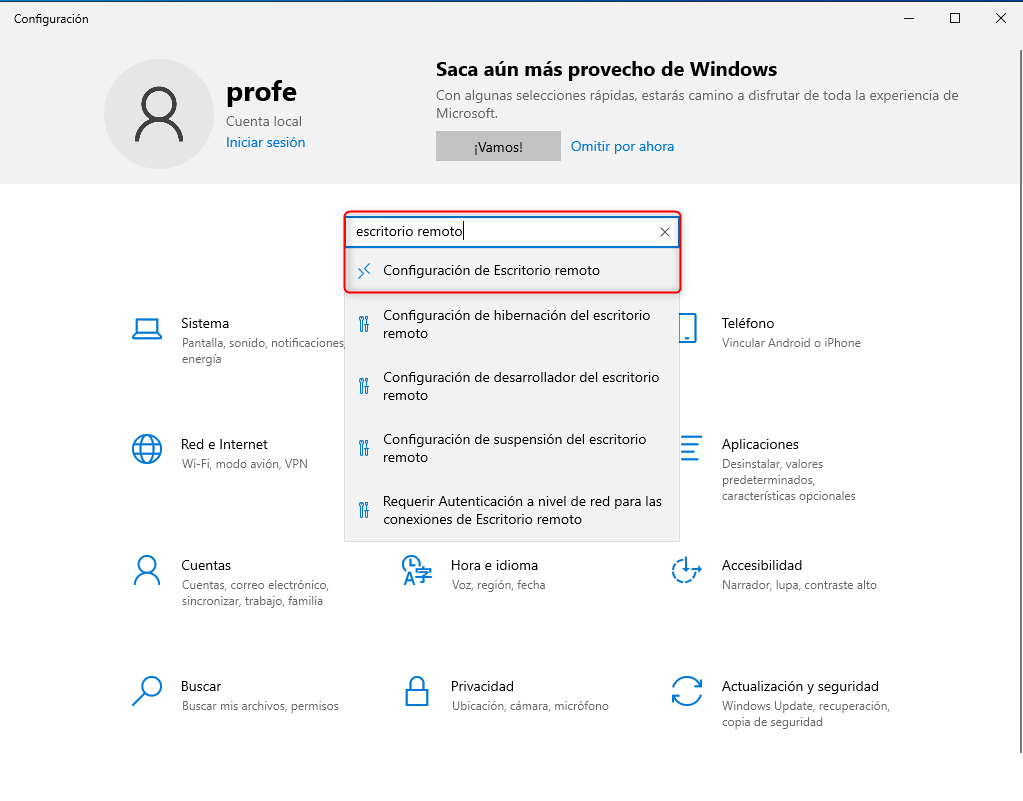 Configuración
profe
Cuenta local
Iniciar sesión
Saca aún más provecho de Windows
Con algunas selecciones rápidas, estarás camino a disfrutar de toda la experiencia de
Microsoft.
¡Vamos!
Omitir por ahora
escritorio remoto
Configuración de Escritorio remoto
Configuración de hibernación del escritorio
remoto
Configuración de desarrollador del escritorio
remoto
Configuración de suspensión del escritorio
remoto
Requerir Autenticación a nivel de red para las
conexiones de Escritorio remoto
Sistema
Pantalla, sonido, notificaciones,
energía
Teléfono
Vincular Android o iPhone
Red e Internet
Wi-Fi, modo avión, VPN
Aplicaciones
Desinstalar, valores
predeterminados,
características opcionales
Cuentas
Cuentas, correo electrónico,
sincronizar, trabajo, familia
Hora e idioma
Voz, región, fecha
Accesibilidad
Narrador, lupa, contraste alto
Buscar
Buscar mis archivos, permisos
Privacidad
Ubicación, cámara, micrófono
Actualización y seguridad
Windows Update, recuperación,
copia de seguridad